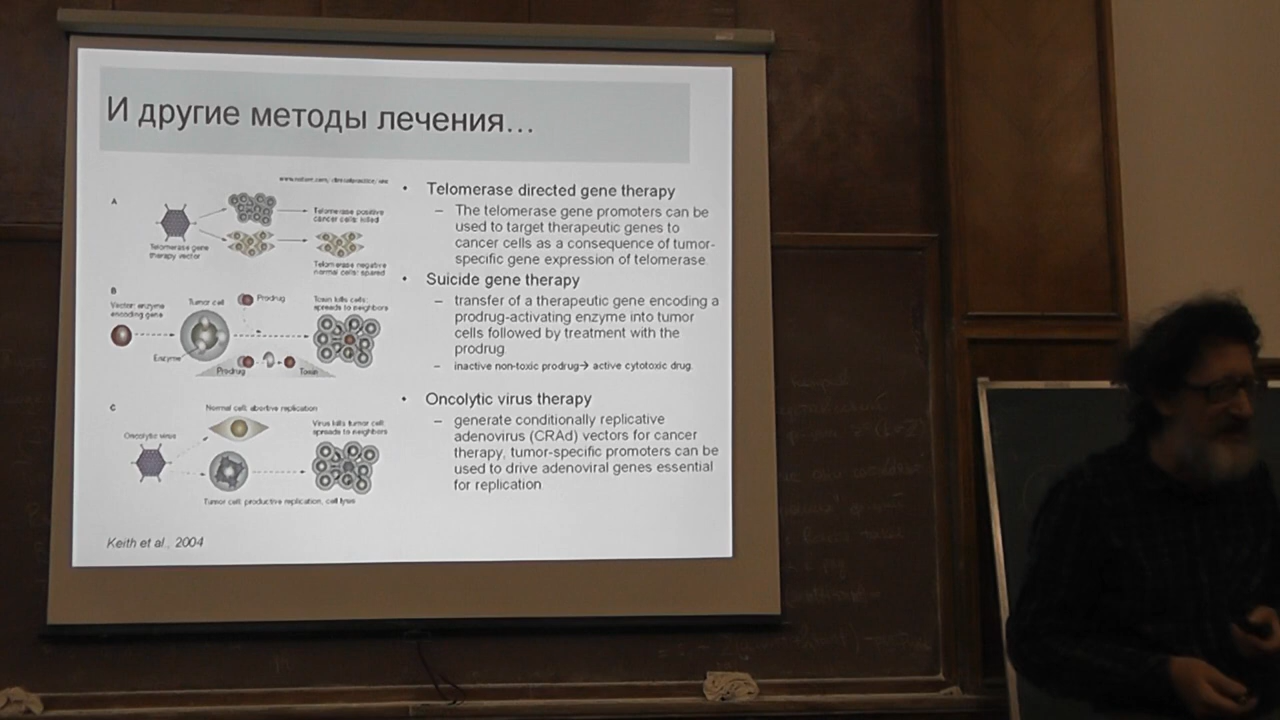 И другие методы лечения...
www.nature.com/clinicalpractice/onc
A
Telomerase gene
therapy vector
Telomerase positive
cancer cells: killed
Telomerase negative
normal cells: spared
B
Vector: enzyme
encoding gene
Tumor cell
Prodrug
Toxin kills cells:
spreads to neighbors
Enzyme
Prodrug
Toxin
C
Normal cell: abortive replication
Oncolytic virus
Virus kills tumor cell:
spreads to neighbors
Tumor cell: productive replication, cell lysis
Keith et al., 2004
• Telomerase directed gene therapy
– The telomerase gene promoters can be
used to target therapeutic genes to
cancer cells as a consequence of tumor-
specific gene expression of telomerase.
• Suicide gene therapy
– transfer of a therapeutic gene encoding a
prodrug-activating enzyme into tumor
cells followed by treatment with the
prodrug.
– inactive non-toxic prodrug→ active cytotoxic drug.
• Oncolytic virus therapy
– generate conditionally replicative
adenovirus (CRAd) vectors for cancer
therapy, tumor-specific promoters can be
used to drive adenoviral genes essential
for replication.